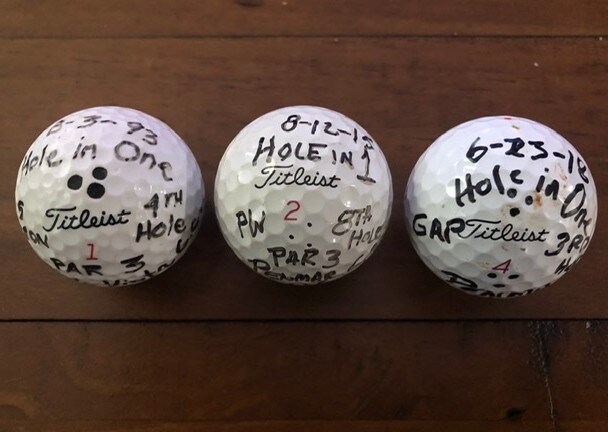 8-3-93
Hole in One
Titleist
4TH
Hole
1
PAR 3
8-12-1
HOLE IN 1
Titleist
PW 2 8TH
HOLE
PAR 3
PENMAR
6-23-18
Hole in One
GAP Titleist 3RD
4